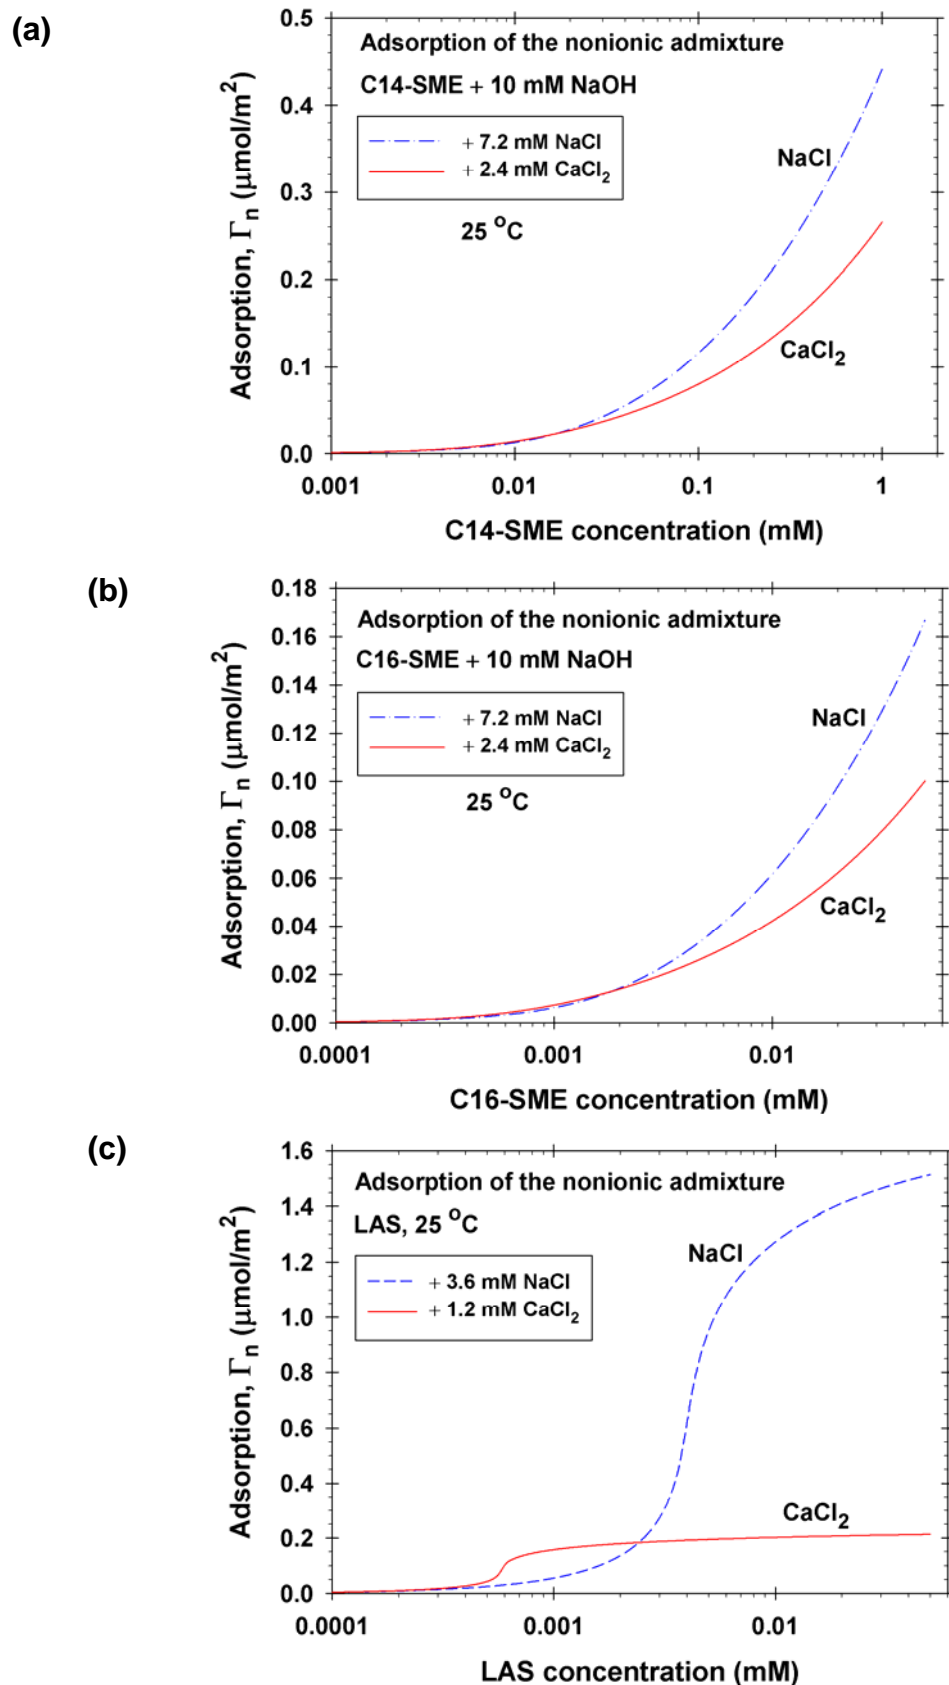 (a)
Adsorption of the nonionic admixture
C14-SME + 10 mM NaOH
+ 7.2 mM NaCl
+ 2.4 mM CaCl2
25 °C
NaCl
CaCl2
Adsorption, Γn (μmol/m²)
0.5
0.4
0.3
0.2
0.1
0.0
0.001
0.01
0.1
1
C14-SME concentration (mM)
(b)
Adsorption of the nonionic admixture
C16-SME + 10 mM NaOH
+ 7.2 mM NaCl
+ 2.4 mM CaCl2
25 °C
NaCl
CaCl2
Adsorption, Γn (μmol/m²)
0.18
0.16
0.14
0.12
0.10
0.08
0.06
0.04
0.02
0.00
0.0001
0.001
0.01
C16-SME concentration (mM)
(c)
Adsorption of the nonionic admixture
LAS, 25 °C
+ 3.6 mM NaCl
+ 1.2 mM CaCl2
NaCl
CaCl2
Adsorption, Γn (μmol/m²)
1.6
1.4
1.2
1.0
0.8
0.6
0.4
0.2
0.0
0.0001
0.001
0.01
LAS concentration (mM)